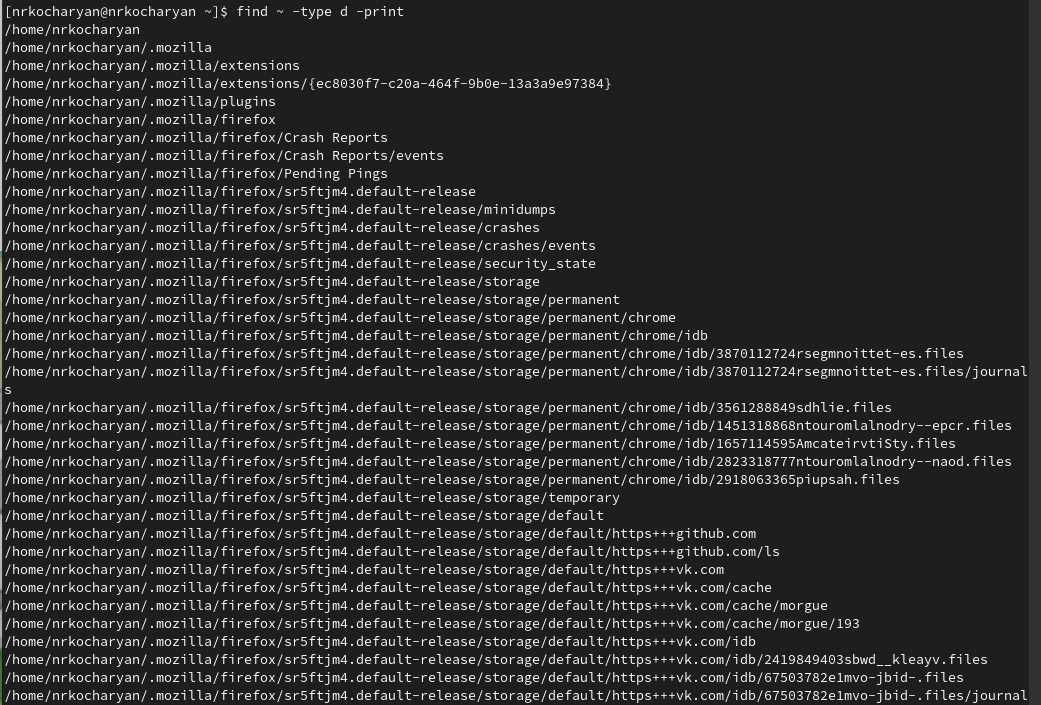 [nrkocharyan@nrkocharyan ~]$ find ~ -type d -print
/home/nrkocharyan
/home/nrkocharyan/.mozilla
/home/nrkocharyan/.mozilla/extensions
/home/nrkocharyan/.mozilla/extensions/{ec8030f7-c20a-464f-9b0e-13a3a9e97384}
/home/nrkocharyan/.mozilla/plugins
/home/nrkocharyan/.mozilla/firefox
/home/nrkocharyan/.mozilla/firefox/Crash Reports
/home/nrkocharyan/.mozilla/firefox/Crash Reports/events
/home/nrkocharyan/.mozilla/firefox/Pending Pings
/home/nrkocharyan/.mozilla/firefox/sr5ftjm4.default-release
/home/nrkocharyan/.mozilla/firefox/sr5ftjm4.default-release/minidumps
/home/nrkocharyan/.mozilla/firefox/sr5ftjm4.default-release/crashes
/home/nrkocharyan/.mozilla/firefox/sr5ftjm4.default-release/crashes/events
/home/nrkocharyan/.mozilla/firefox/sr5ftjm4.default-release/security_state
/home/nrkocharyan/.mozilla/firefox/sr5ftjm4.default-release/storage
/home/nrkocharyan/.mozilla/firefox/sr5ftjm4.default-release/storage/permanent
/home/nrkocharyan/.mozilla/firefox/sr5ftjm4.default-release/storage/permanent/chrome
/home/nrkocharyan/.mozilla/firefox/sr5ftjm4.default-release/storage/permanent/chrome/idb
/home/nrkocharyan/.mozilla/firefox/sr5ftjm4.default-release/storage/permanent/chrome/idb/3870112724rsegmnoittet-es.files
/home/nrkocharyan/.mozilla/firefox/sr5ftjm4.default-release/storage/permanent/chrome/idb/3870112724rsegmnoittet-es.files/journal
s
/home/nrkocharyan/.mozilla/firefox/sr5ftjm4.default-release/storage/permanent/chrome/idb/3561288849sdhlie.files
/home/nrkocharyan/.mozilla/firefox/sr5ftjm4.default-release/storage/permanent/chrome/idb/1451318868ntouromlalnodry--epcr.files
/home/nrkocharyan/.mozilla/firefox/sr5ftjm4.default-release/storage/permanent/chrome/idb/1657114595AmcateirvtiSty.files
/home/nrkocharyan/.mozilla/firefox/sr5ftjm4.default-release/storage/permanent/chrome/idb/2823318777ntouromlalnodry--naod.files
/home/nrkocharyan/.mozilla/firefox/sr5ftjm4.default-release/storage/permanent/chrome/idb/2918063365piupsah.files
/home/nrkocharyan/.mozilla/firefox/sr5ftjm4.default-release/storage/temporary
/home/nrkocharyan/.mozilla/firefox/sr5ftjm4.default-release/storage/default
/home/nrkocharyan/.mozilla/firefox/sr5ftjm4.default-release/storage/default/https+++github.com
/home/nrkocharyan/.mozilla/firefox/sr5ftjm4.default-release/storage/default/https+++github.com/ls
/home/nrkocharyan/.mozilla/firefox/sr5ftjm4.default-release/storage/default/https+++vk.com
/home/nrkocharyan/.mozilla/firefox/sr5ftjm4.default-release/storage/default/https+++vk.com/cache
/home/nrkocharyan/.mozilla/firefox/sr5ftjm4.default-release/storage/default/https+++vk.com/cache/morgue
/home/nrkocharyan/.mozilla/firefox/sr5ftjm4.default-release/storage/default/https+++vk.com/cache/morgue/193
/home/nrkocharyan/.mozilla/firefox/sr5ftjm4.default-release/storage/default/https+++vk.com/idb
/home/nrkocharyan/.mozilla/firefox/sr5ftjm4.default-release/storage/default/https+++vk.com/idb/2419849403sbwd__kleayv.files
/home/nrkocharyan/.mozilla/firefox/sr5ftjm4.default-release/storage/default/https+++vk.com/idb/67503782e1mvo-jbid-.files
/home/nrkocharyan/.mozilla/firefox/sr5ftjm4.default-release/storage/default/https+++vk.com/idb/67503782e1mvo-jbid-.files/journal